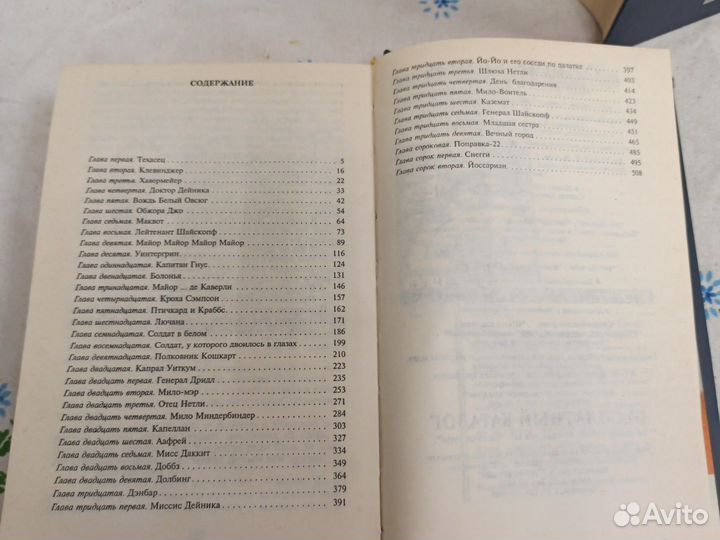 СОДЕРЖАНИЕ
Глава первая. Техасец 5
Глава вторая. Клевинджер 16
Глава третья. Хавермейер 22
Глава четвертая. Доктор Дейника 33
Глава пятая. Вождь Белый Овсюг 42
Глава шестая. Обжора Джо 54
Глава седьмая. Маквот 64
Глава восьмая. Лейтенант Шайскопф 73
Глава девятая. Майор Майор Майор Майор 89
Глава десятая. Уинтергрин. 116
Глава одиннадцатая. Капитан Гнус. 124
Глава двенадцатая. Болонья 131
Глава тринадцатая. Майор ... де Каверли 146
Глава четырнадцатая. Кроха Сэмпсон 157
Глава пятнадцатая. Птичкард и Краббс. 162
Глава шестнадцатая. Лючана 171
Глава семнадцатая. Солдат в белом 186
Глава восемнадцатая. Солдат, у которого двоилось в глазах 199
Глава девятнадцатая. Полковник Кошкарт 210
Глава двадцатая. Капрал Уиткум 223
Глава двадцать первая. Генерал Дридл 235
Глава двадцать вторая. Мило-мэр 253
Глава двадцать третья. Отец Нетли 271
Глава двадцать четвертая. Мило Миндербиндер 284
Глава двадцать пятая. Капеллан 303
Глава двадцать шестая. Аафрей 327
Глава двадцать седьмая. Мисс Даккит 334
Глава двадцать восьмая. Доббз 349
Глава двадцать девятая. Долбинг 364
Глава тридцатая. Дэнбар 379
Глава тридцать первая. Миссис Дейника 391
Глава тридцать вторая. Йо-Йо и его соседи по палатке 397
Глава тридцать третья. Шлюха Нетли 403
Глава тридцать четвертая. День благодарения 408
Глава тридцать пятая. Мило-Воитель 414
Глава тридцать шестая. Каземат 423
Глава тридцать седьмая. Генерал Шайскопф 434
Глава тридцать восьмая. Младшая сестра 449
Глава тридцать девятая. Вечный город 451
Глава сороковая. Поправка-22 465
Глава сорок первая. Снегги 495
Глава сорок вторая. Йоссариан. 508
Avito